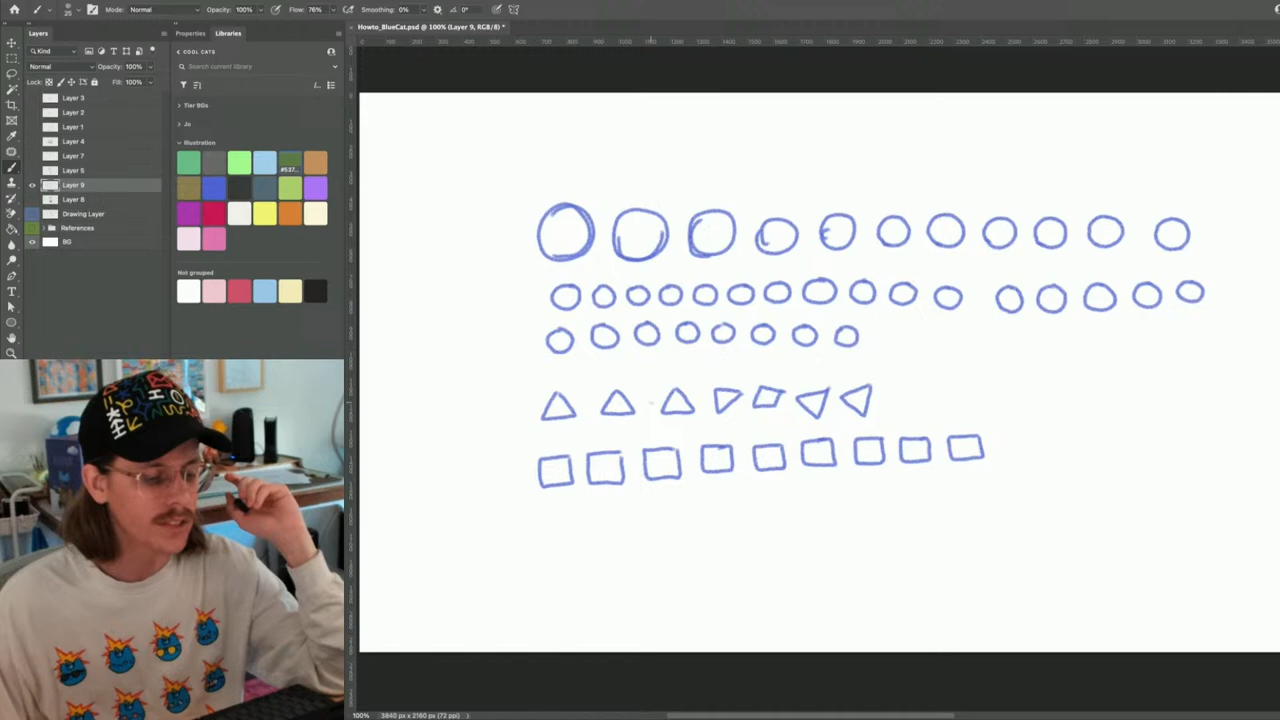 25 Mode: Normal Opacity: 100% Flow: 76% Smoothing: 0% 0°
Layers
Properties Libraries
Howto_BlueCat.psd @ 100% (Layer 9, RGB/8) *
Kind
COOL CATS
Normal Opacity: 100%
Search current library
Lock: Fill: 100%
Layer 3
Layer 2
Layer 1
Layer 4
Layer 7
Layer 5
Layer 9
Layer 8
Drawing Layer
References
BG
Tier BGs
Jo
Illustration
#537...
Not grouped
100% 3840 px x 2160 px (72 ppi)